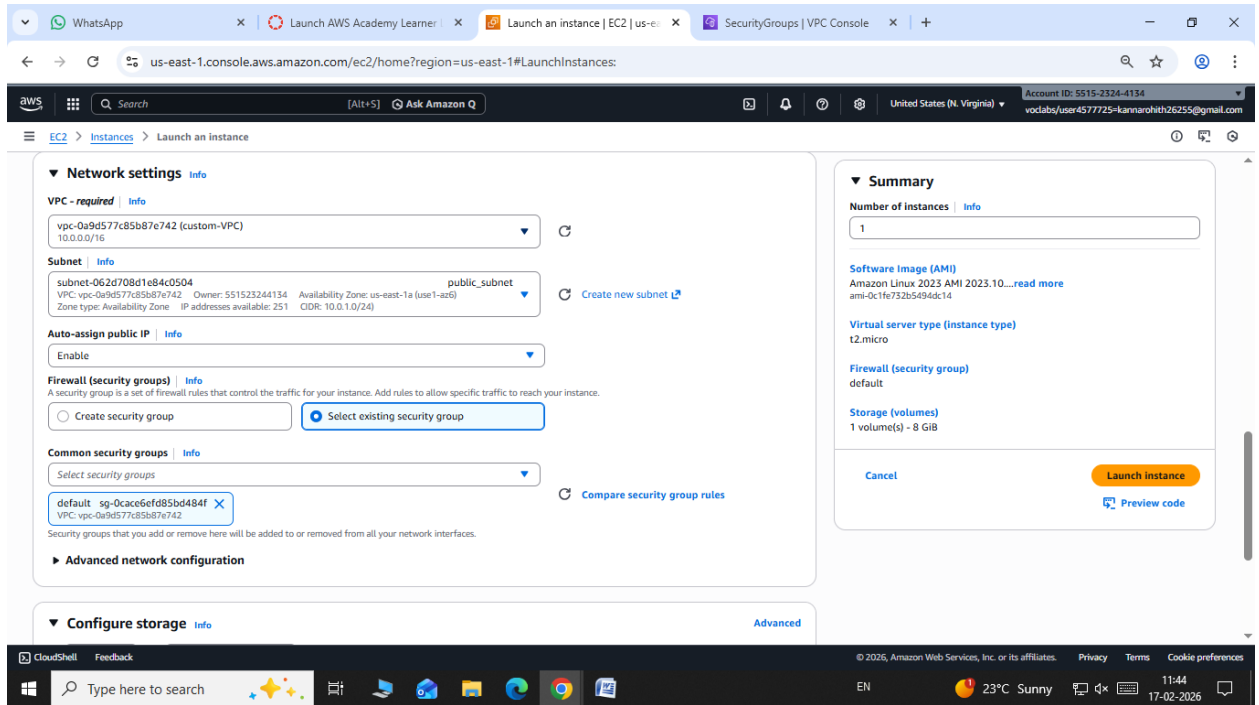 WhatsApp
Launch AWS Academy Learner
Launch an instance | EC2 | us-ea
SecurityGroups | VPC Console
us-east-1.console.aws.amazon.com/ec2/home?region=us-east-1#LaunchInstances:
aws
Search
[Alt+S]
Ask Amazon Q
United States (N. Virginia)
Account ID: 5515-2324-4134
voclabs/user4577725=kannarohith26255@gmail.com
EC2 > Instances > Launch an instance
Network settings Info
VPC - required | Info
vpc-0a9d577c85b87e742 (custom-VPC)
10.0.0.0/16
Subnet | Info
subnet-062d708d1e84c0504 public_subnet
VPC: vpc-0a9d577c85b87e742 Owner: 551523244134 Availability Zone: us-east-1a (use1-az6)
Zone type: Availability Zone IP addresses available: 251 CIDR: 10.0.1.0/24)
Create new subnet
Auto-assign public IP | Info
Enable
Firewall (security groups) | Info
A security group is a set of firewall rules that control the traffic for your instance. Add rules to allow specific traffic to reach your instance.
Create security group
Select existing security group
Common security groups | Info
Select security groups
default sg-0cace6efd85bd484f
VPC: vpc-0a9d577c85b87e742
Compare security group rules
Security groups that you add or remove here will be added to or removed from all your network interfaces.
Advanced network configuration
Configure storage Info
Advanced
Summary
Number of instances | Info
1
Software Image (AMI)
Amazon Linux 2023 AMI 2023.10....read more
ami-0c1fe732b5494dc14
Virtual server type (instance type)
t2.micro
Firewall (security group)
default
Storage (volumes)
1 volume(s) - 8 GiB
Cancel
Launch instance
Preview code
CloudShell
Feedback
© 2026, Amazon Web Services, Inc. or its affiliates.
Privacy
Terms
Cookie preferences
Type here to search
EN
1
23°C Sunny
11:44
17-02-2026